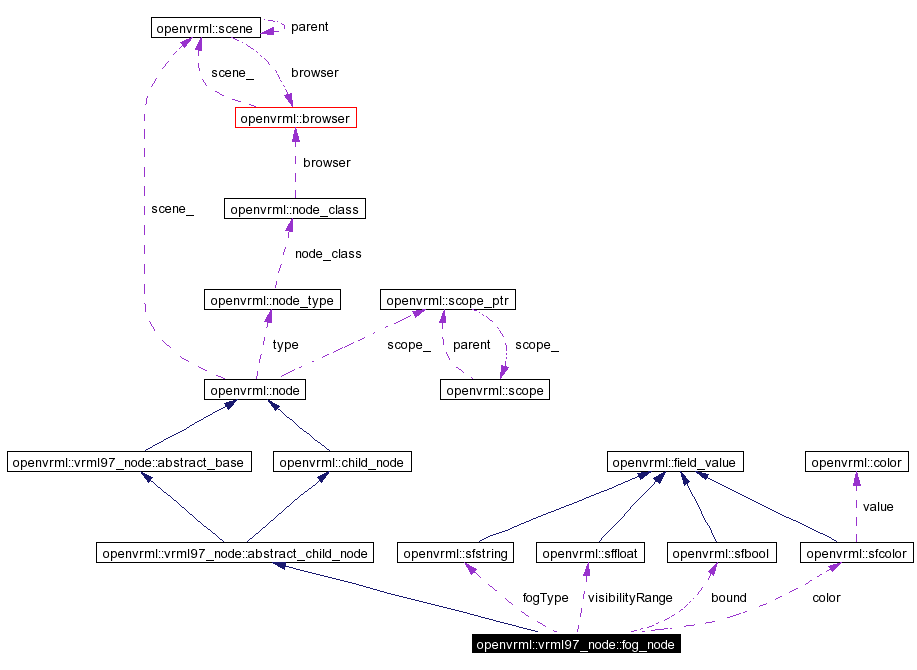 openvrml::scene
parent
scene_
browser
openvrml::browser
browser
scene_
openvrml::node_class
node_class
openvrml::node_type
openvrml::scope_ptr
type
scope_
parent
scope_
openvrml::node
openvrml::scope
openvrml::vrml97_node::abstract_base
openvrml::child_node
openvrml::field_value
openvrml::color
value
openvrml::vrml97_node::abstract_child_node
openvrml::sfstring
openvrml::sffloat
openvrml::sfbool
openvrml::sfcolor
fogType
visibilityRange
bound
color
openvrml::vrml97_node::fog_node